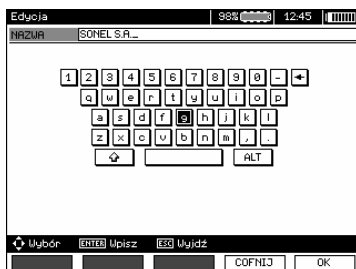 Edycja 98% 12:45
NAZWA SONEL S.A._
1 2 3 4 5 6 7 8 9 0 - ←
q w e r t y u i o p
a s d f g h j k l
z x c v b n m , .
ALT
Wybór ENTER Wpisz ESC Wyjdź
COFNIJ OK